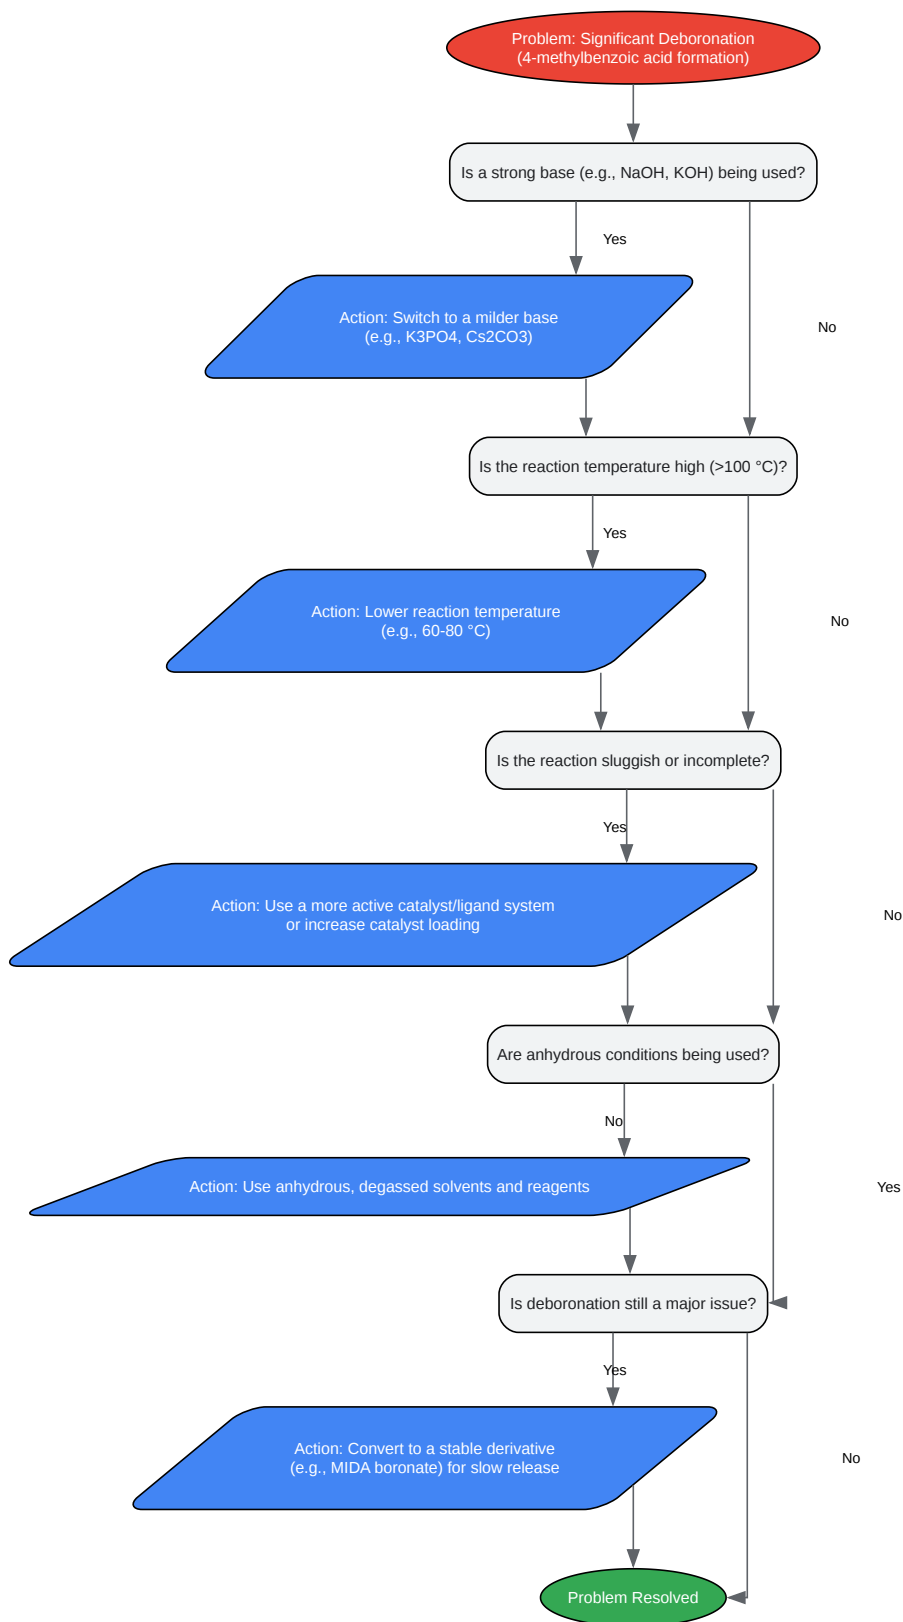 Problem: Significant Deboronation
(4-methylbenzoic acid formation)
Is a strong base (e.g., NaOH, KOH) being used?
Yes
Action: Switch to a milder base
(e.g., K3PO4, Cs2CO3)
No
Is the reaction temperature high (>100 °C)?
Yes
Action: Lower reaction temperature
(e.g., 60-80 °C)
No
Is the reaction sluggish or incomplete?
Yes
Action: Use a more active catalyst/ligand system
or increase catalyst loading
No
Are anhydrous conditions being used?
No
Action: Use anhydrous, degassed solvents and reagents
Yes
Is deboronation still a major issue?
Yes
Action: Convert to a stable derivative
(e.g., MIDA boronate) for slow release
No
Problem Resolved